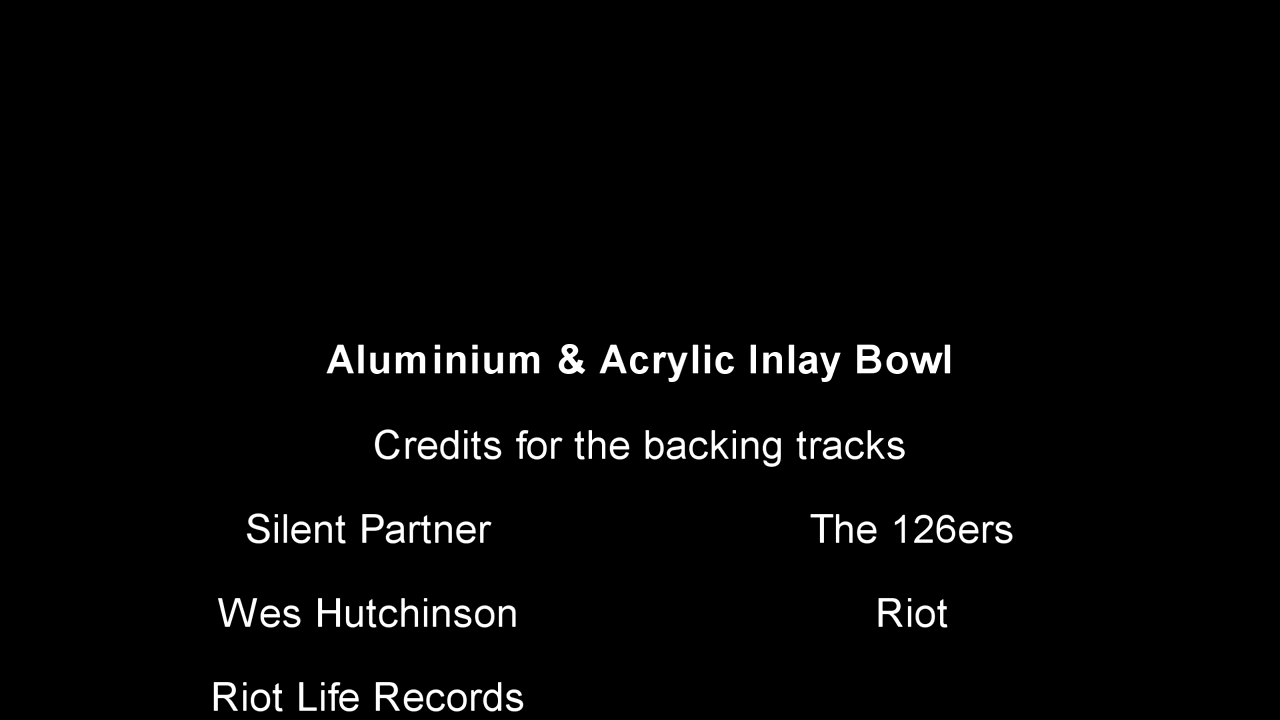 Aluminium & Acrylic Inlay Bowl
Credits for the backing tracks
Silent Partner The 126ers
Wes Hutchinson Riot
Riot Life Records